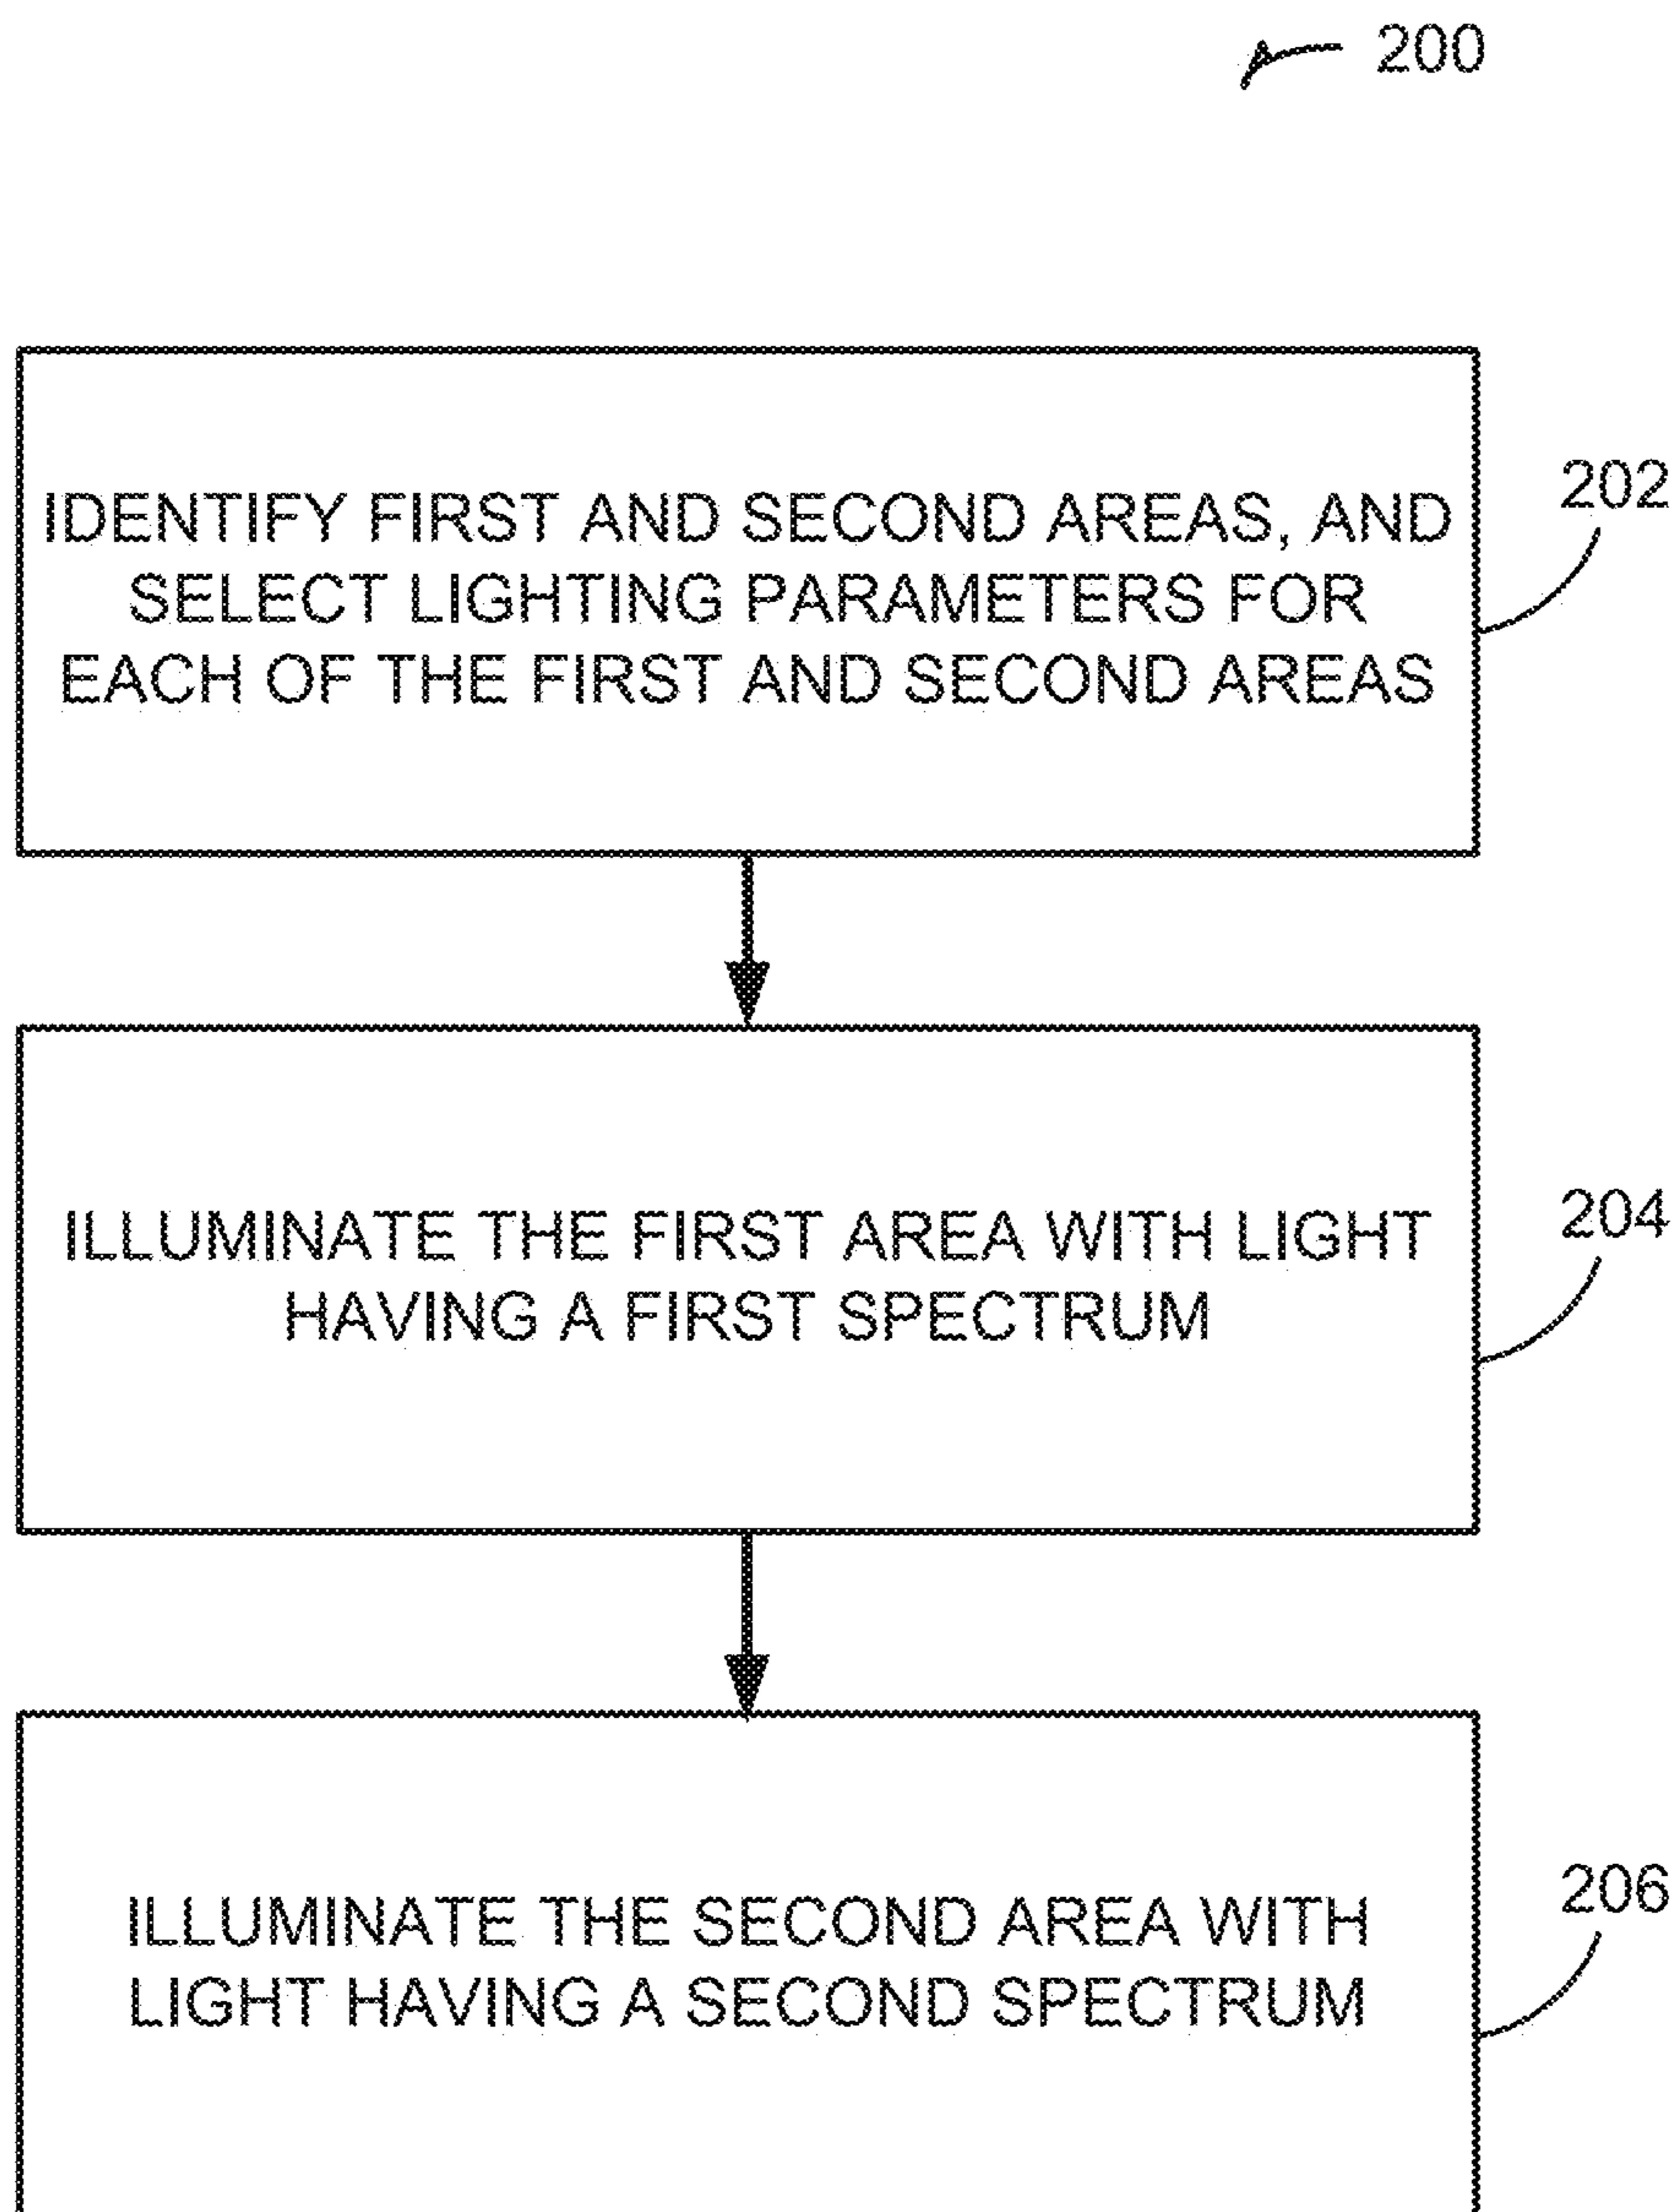 200
IDENTIFY FIRST AND SECOND AREAS, AND
SELECT LIGHTING PARAMETERS FOR
EACH OF THE FIRST AND SECOND AREAS
202
ILLUMINATE THE FIRST AREA WITH LIGHT
HAVING A FIRST SPECTRUM
204
ILLUMINATE THE SECOND AREA WITH
LIGHT HAVING A SECOND SPECTRUM
206